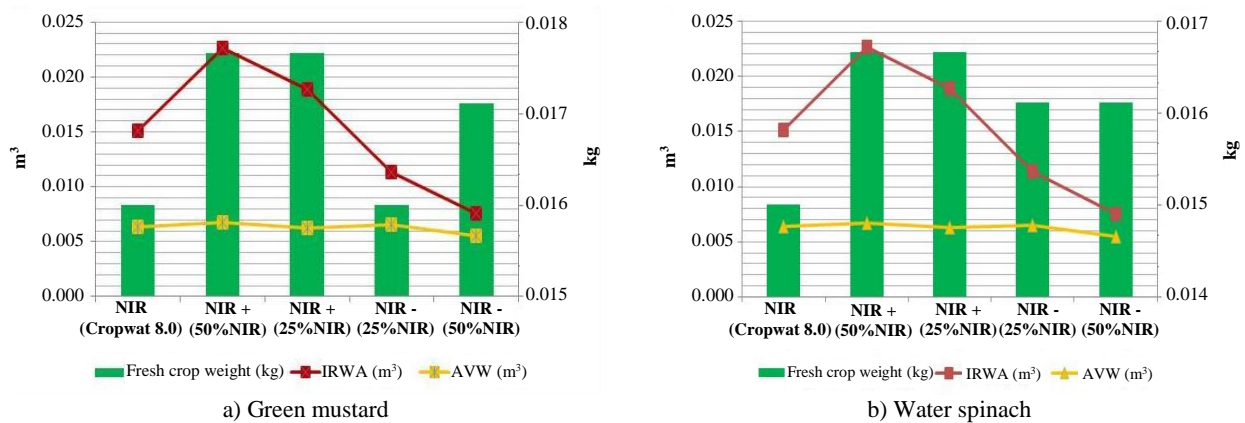 0.025
0.020
0.015
0.010
0.005
0.000
m³
0.018
0.017
0.016
0.015
kg
NIR (Cropwat 8.0)
NIR + (50%NIR)
NIR + (25%NIR)
NIR - (25%NIR)
NIR - (50%NIR)
Fresh crop weight (kg) IRWA (m³) AVW (m³)
a) Green mustard
0.025
0.020
0.015
0.010
0.005
0.000
m³
0.017
0.016
0.015
0.014
kg
NIR (Cropwat 8.0)
NIR + (50%NIR)
NIR + (25%NIR)
NIR - (25%NIR)
NIR - (50%NIR)
Fresh crop weight (kg) IRWA (m³) AVW (m³)
b) Water spinach